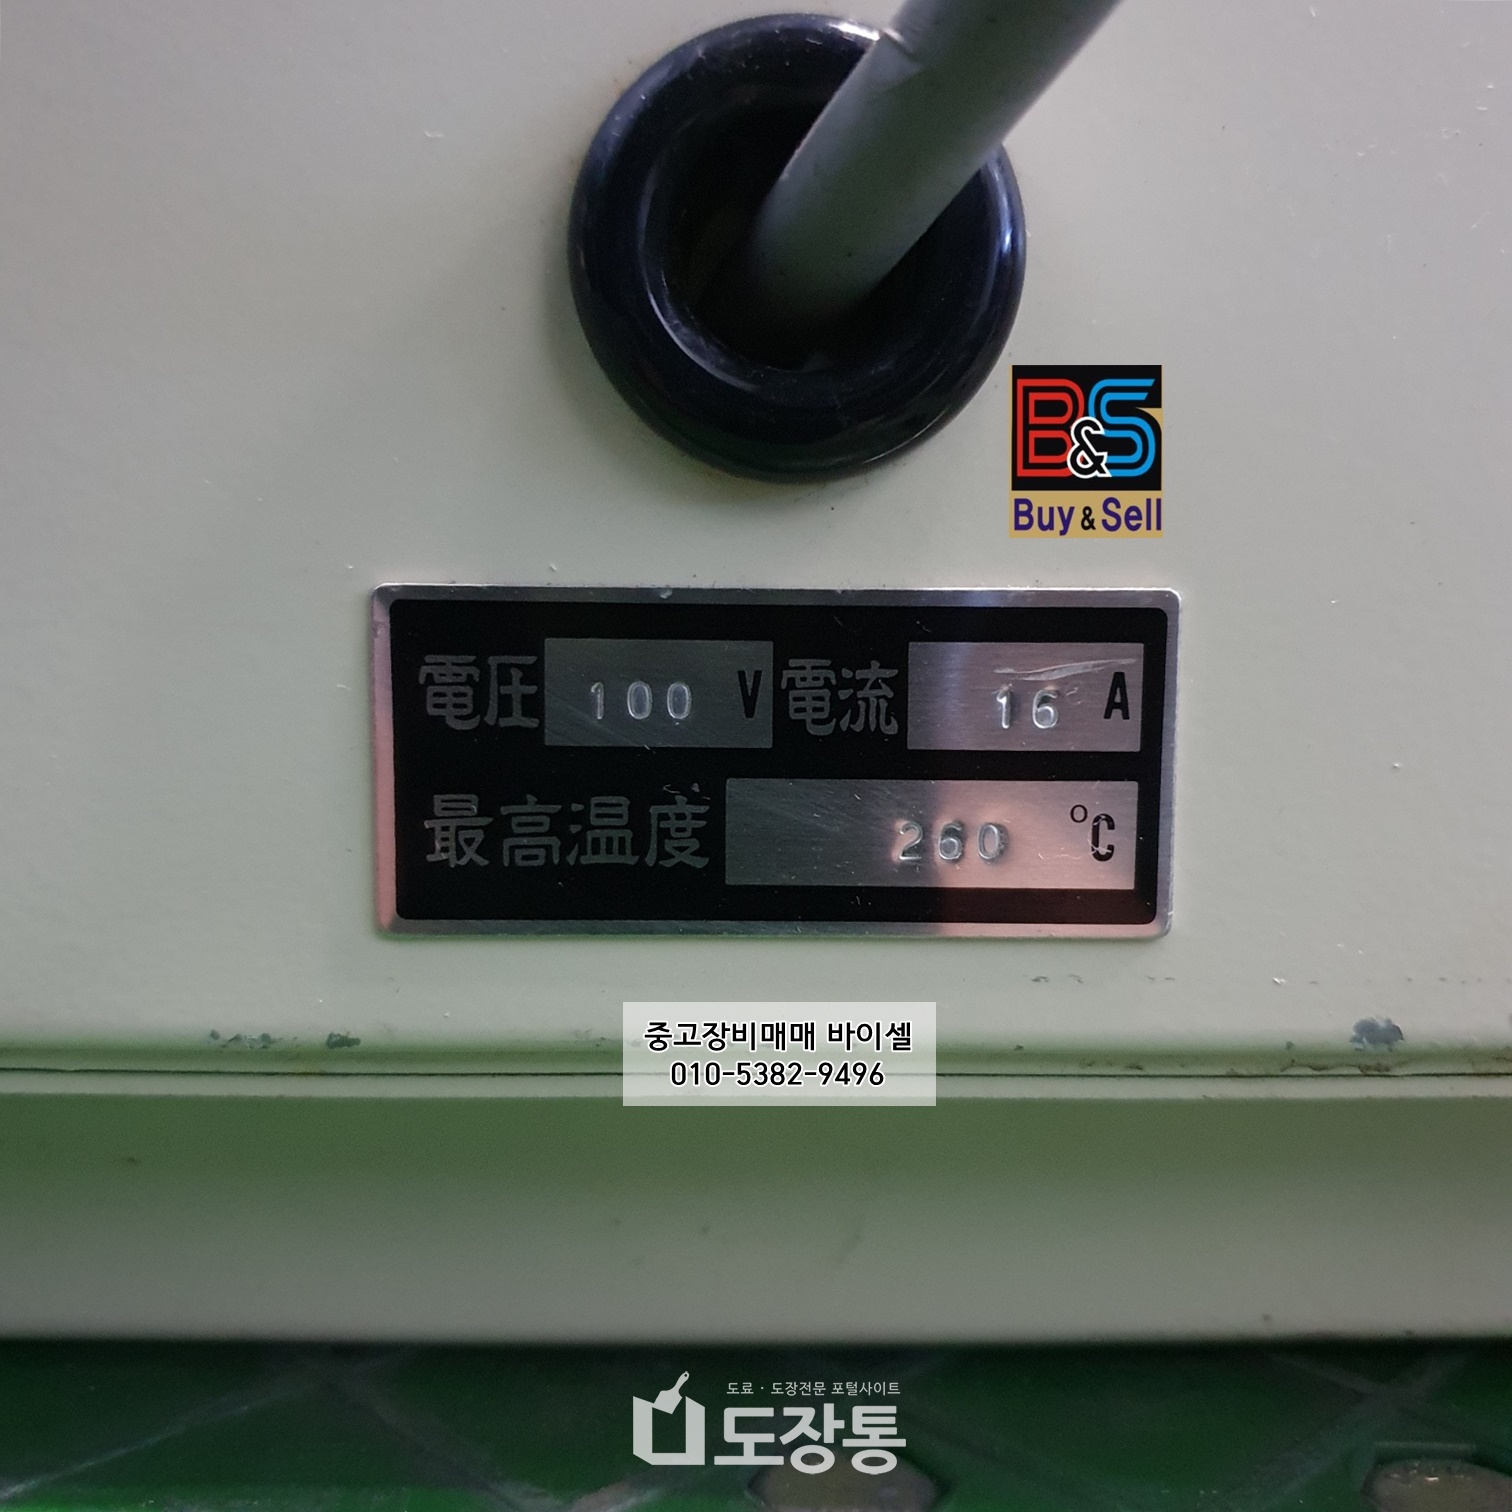 B&S
Buy & Sell
電圧 100 V 電流 16 A
最高温度 260 °C
중고장비매매 바이셀
010-5382-9496
도료 · 도장전문 포털사이트
도장통